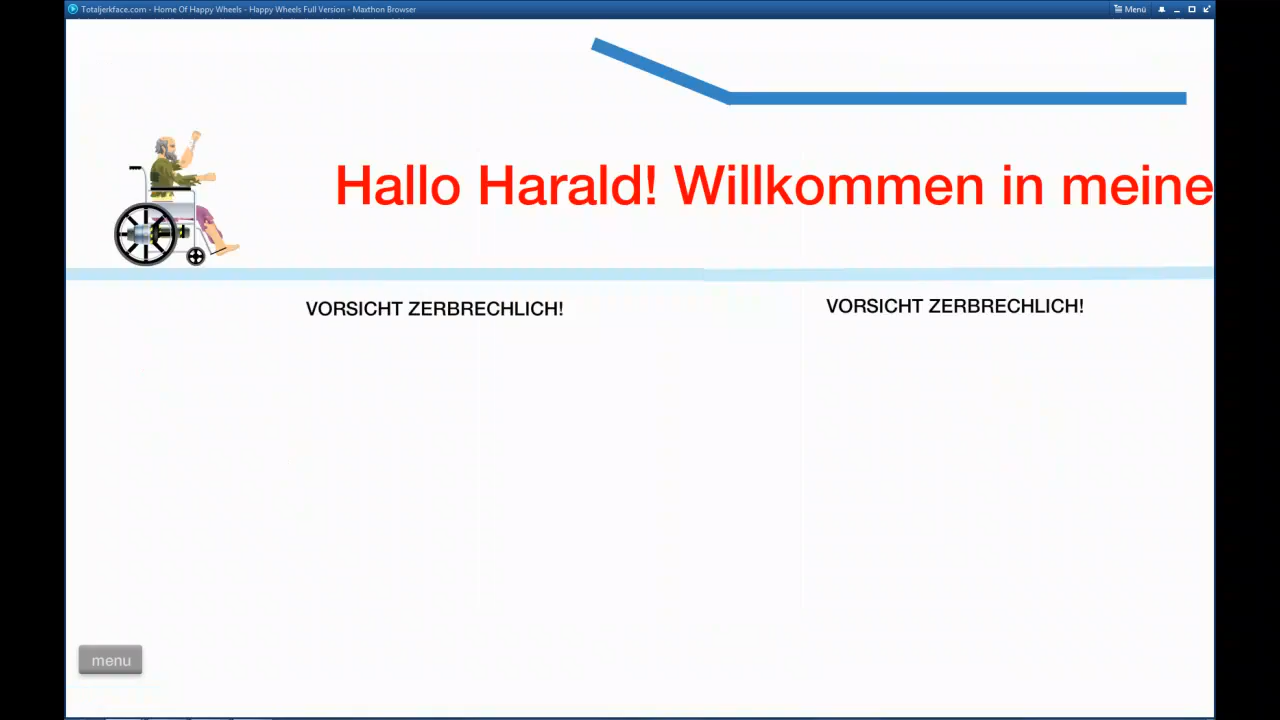 Totaljerkface.com - Home Of Happy Wheels - Happy Wheels Full Version - Maxthon Browser
Menü
Hallo Harald! Willkommen in meine
VORSICHT ZERBRECHLICH!
VORSICHT ZERBRECHLICH!
menu